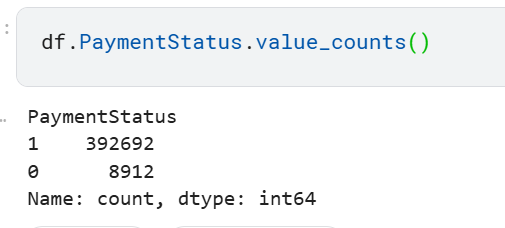 df.PaymentStatus.value_counts()
PaymentStatus
1    392692
0      8912
Name: count, dtype: int64